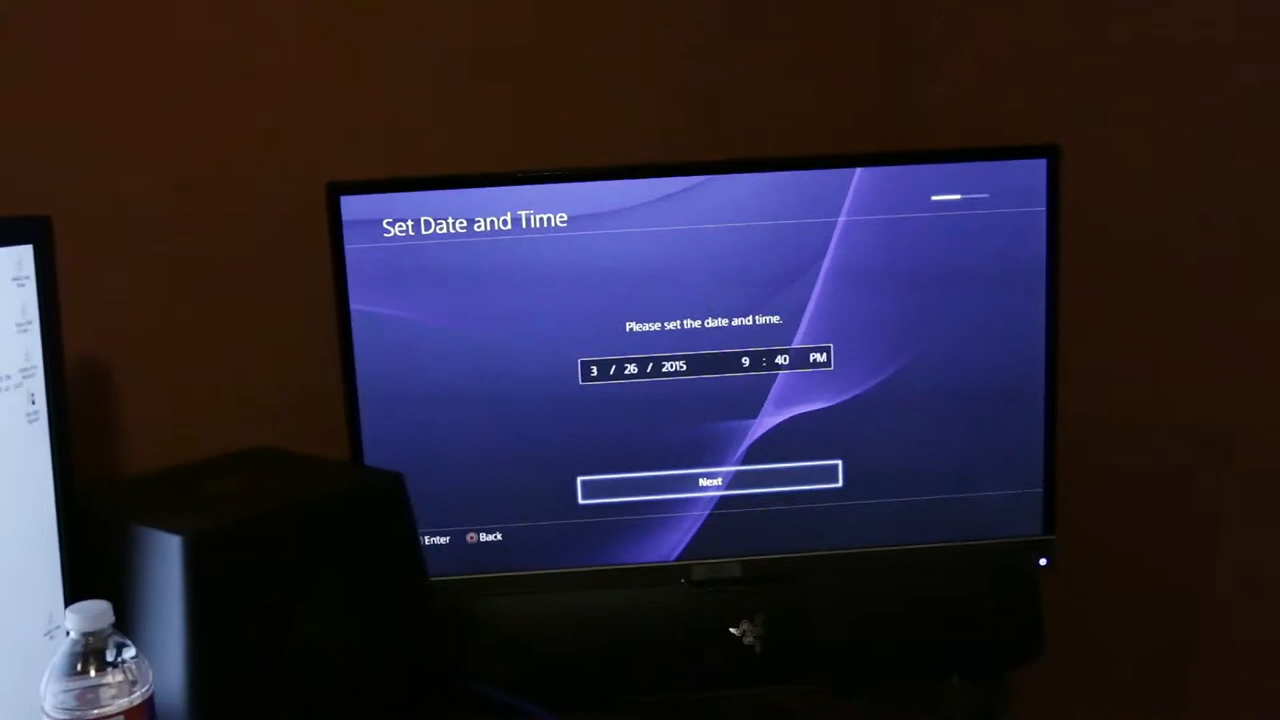 Set Date and Time
Please set the date and time.
3 / 26 / 2015 9 : 40 PM
Next
Enter Back